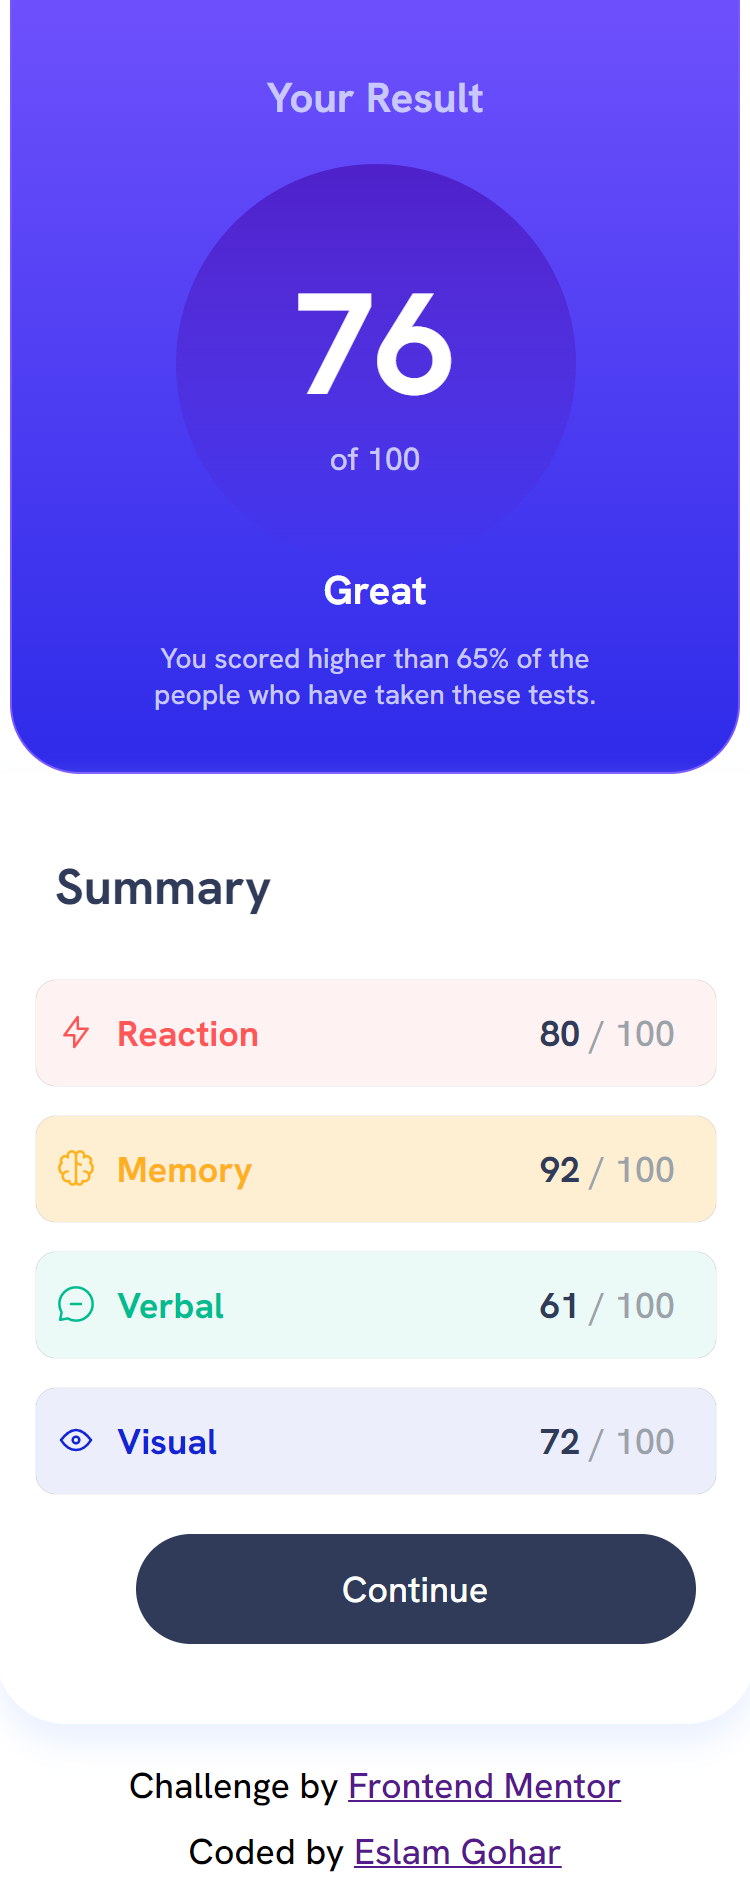 Your Result
76
of 100
Great
You scored higher than 65% of the
people who have taken these tests.
Summary
Reaction 80 / 100
Memory 92 / 100
Verbal 61 / 100
Visual 72 / 100
Continue
Challenge by Frontend Mentor
Coded by Eslam Gohar